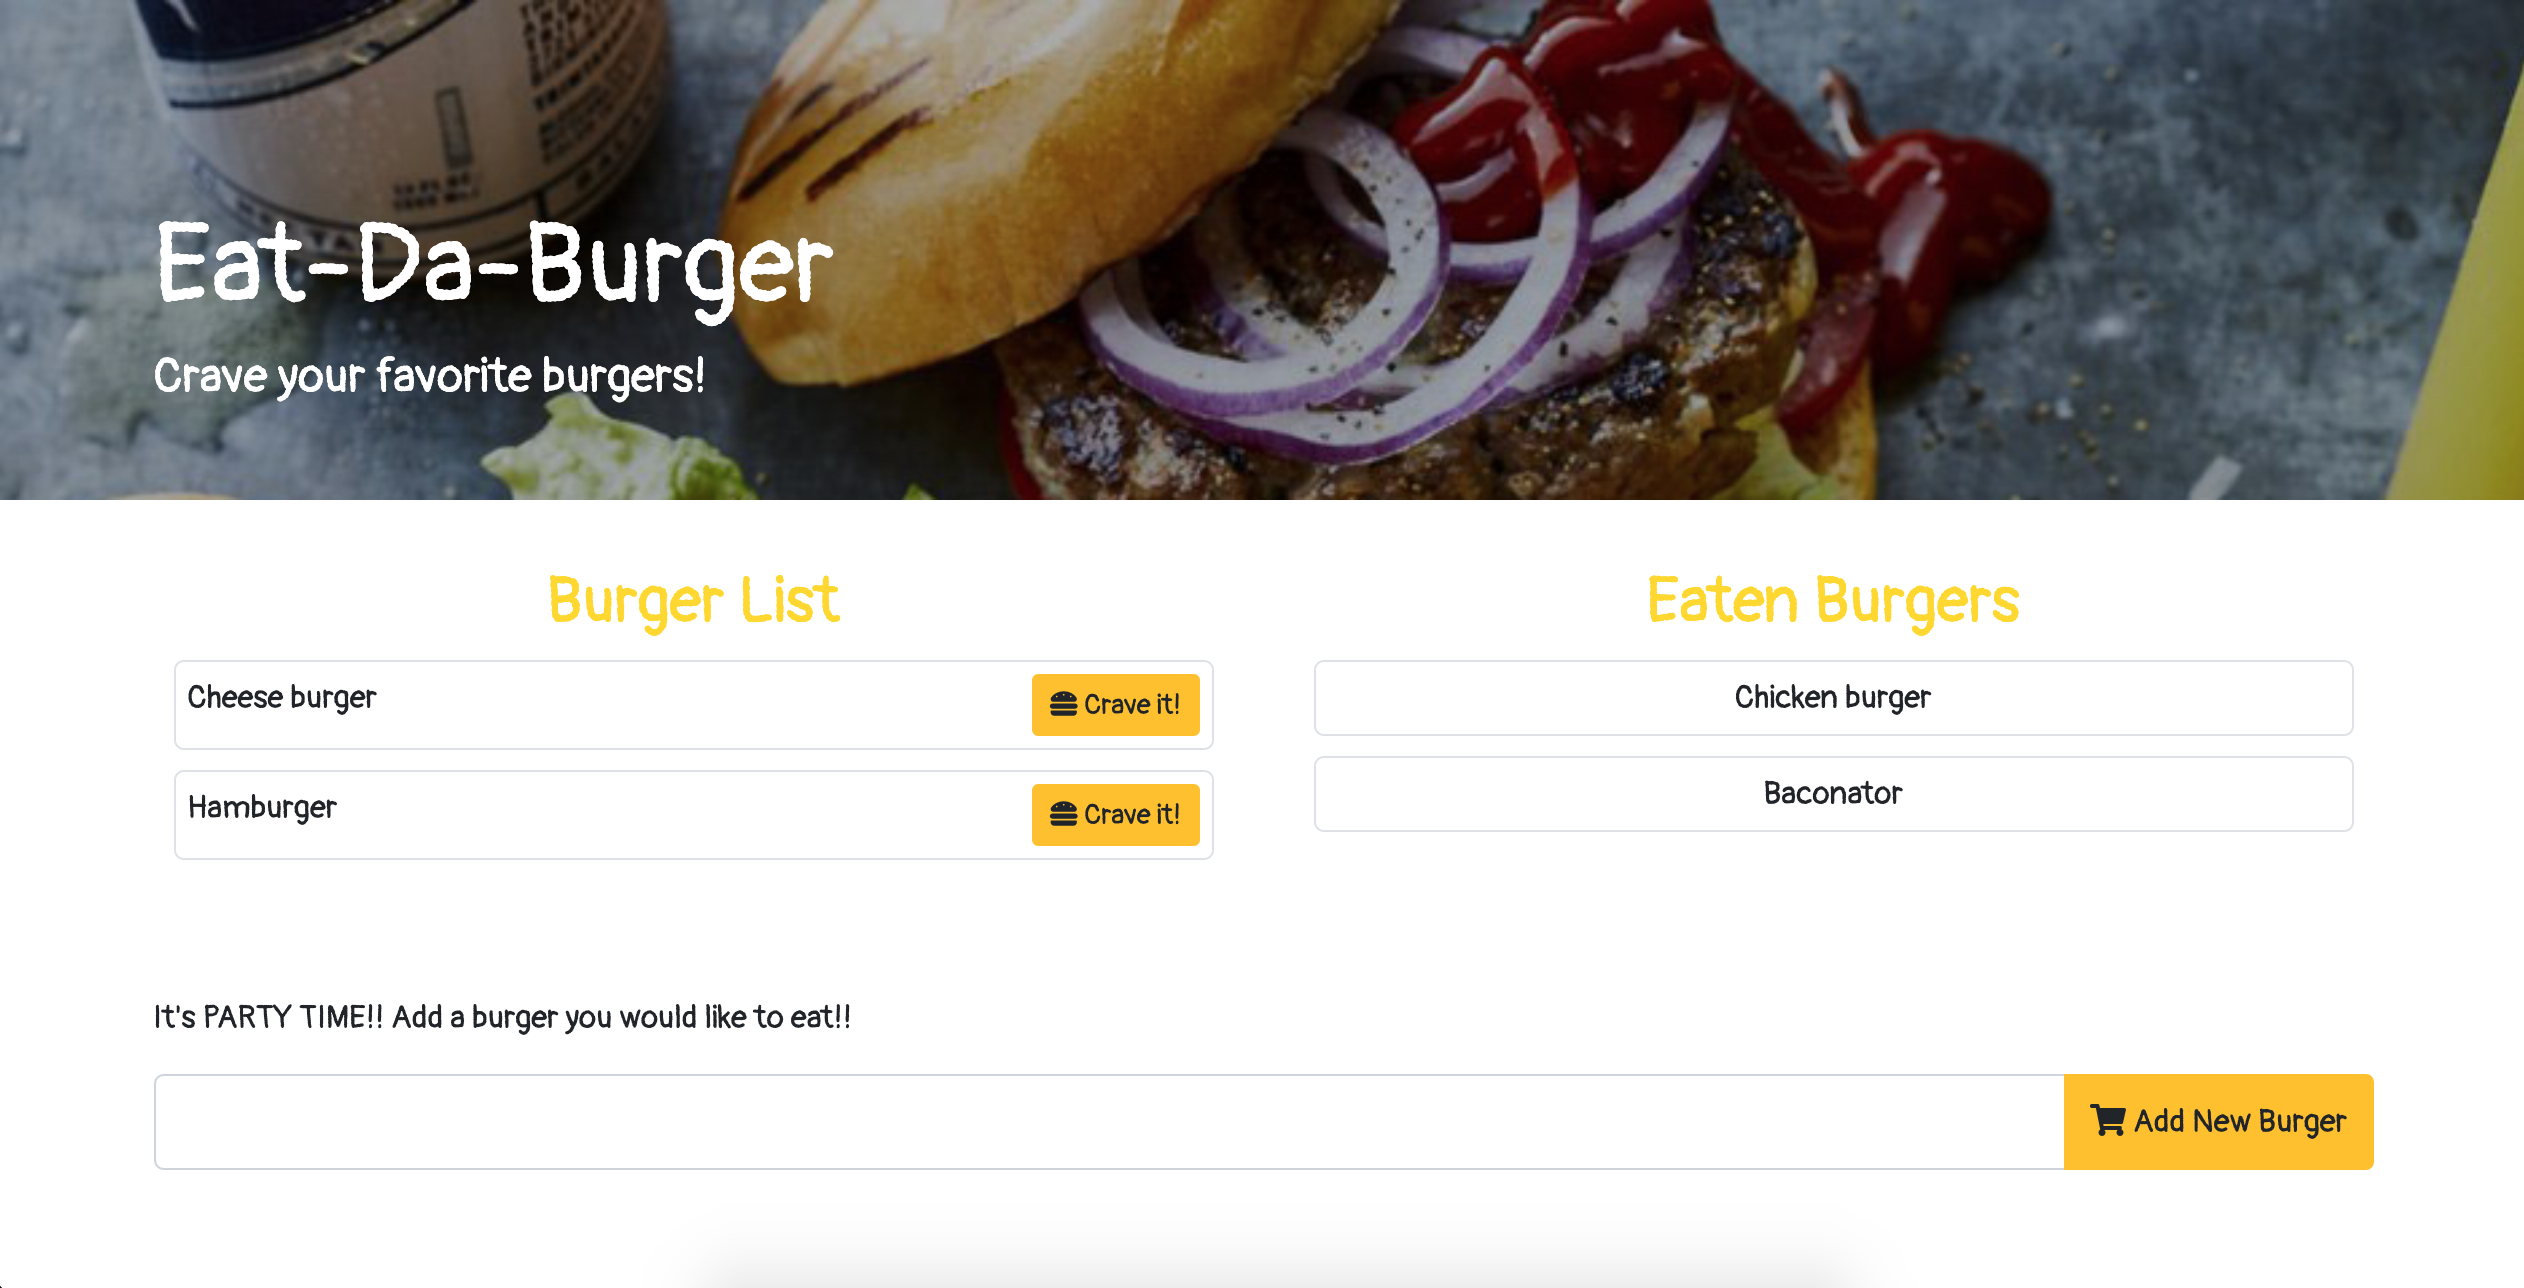 Eat-Da-Burger
Crave your favorite burgers!
Burger List
Cheese burger
Crave it!
Hamburger
Crave it!
Eaten Burgers
Chicken burger
Baconator
It's PARTY TIME!! Add a burger you would like to eat!!
Add New Burger